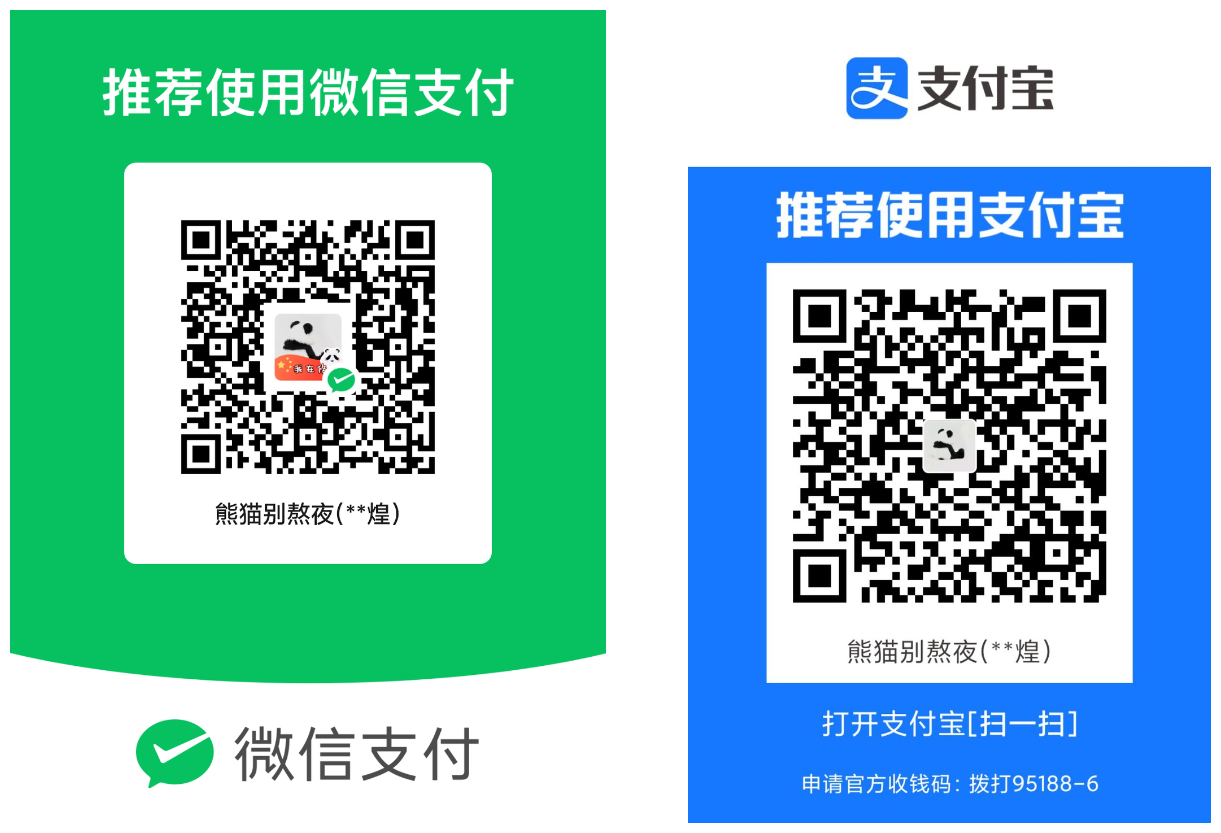 推荐使用微信支付
我在
熊猫别熬夜(**煌)
微信支付
支 支付宝
推荐使用支付宝
熊猫别熬夜(**煌)
打开支付宝[扫一扫]
申请官方收钱码：拨打95188-6